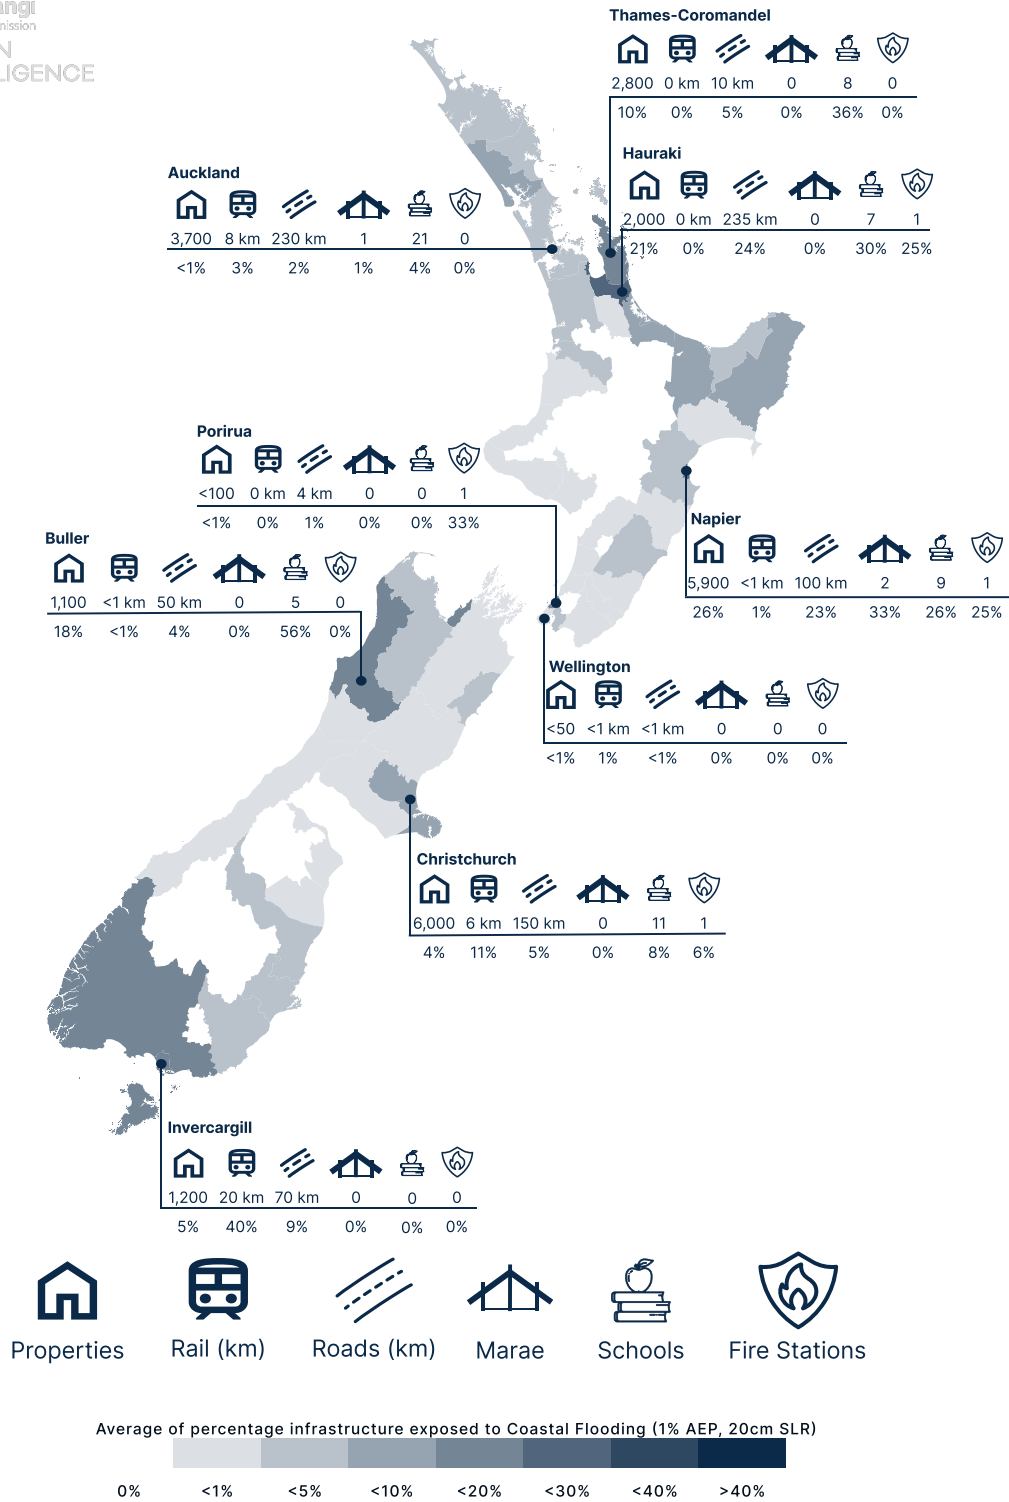 angi
mission
N
LIGENCE
Thames-Coromandel
2,800 0 km 10 km 0 8 0
10% 0% 5% 0% 36% 0%
Hauraki
2,000 0 km 235 km 0 7 1
21% 0% 24% 0% 30% 25%
Auckland
3,700 8 km 230 km 1 21 0
<1% 3% 2% 1% 4% 0%
Porirua
<100 0 km 4 km 0 0 1
<1% 0% 1% 0% 0% 33%
Napier
5,900 <1 km 100 km 2 9 1
26% 1% 23% 33% 26% 25%
Buller
1,100 <1 km 50 km 0 5 0
18% <1% 4% 0% 56% 0%
Wellington
<50 <1 km <1 km 0 0 0
<1% 1% <1% 0% 0% 0%
Christchurch
6,000 6 km 150 km 0 11 1
4% 11% 5% 0% 8% 6%
Invercargill
1,200 20 km 70 km 0 0 0
5% 40% 9% 0% 0% 0%
Properties Rail (km) Roads (km) Marae Schools Fire Stations
Average of percentage infrastructure exposed to Coastal Flooding (1% AEP, 20cm SLR)
0% <1% <5% <10% <20% <30% <40% >40%